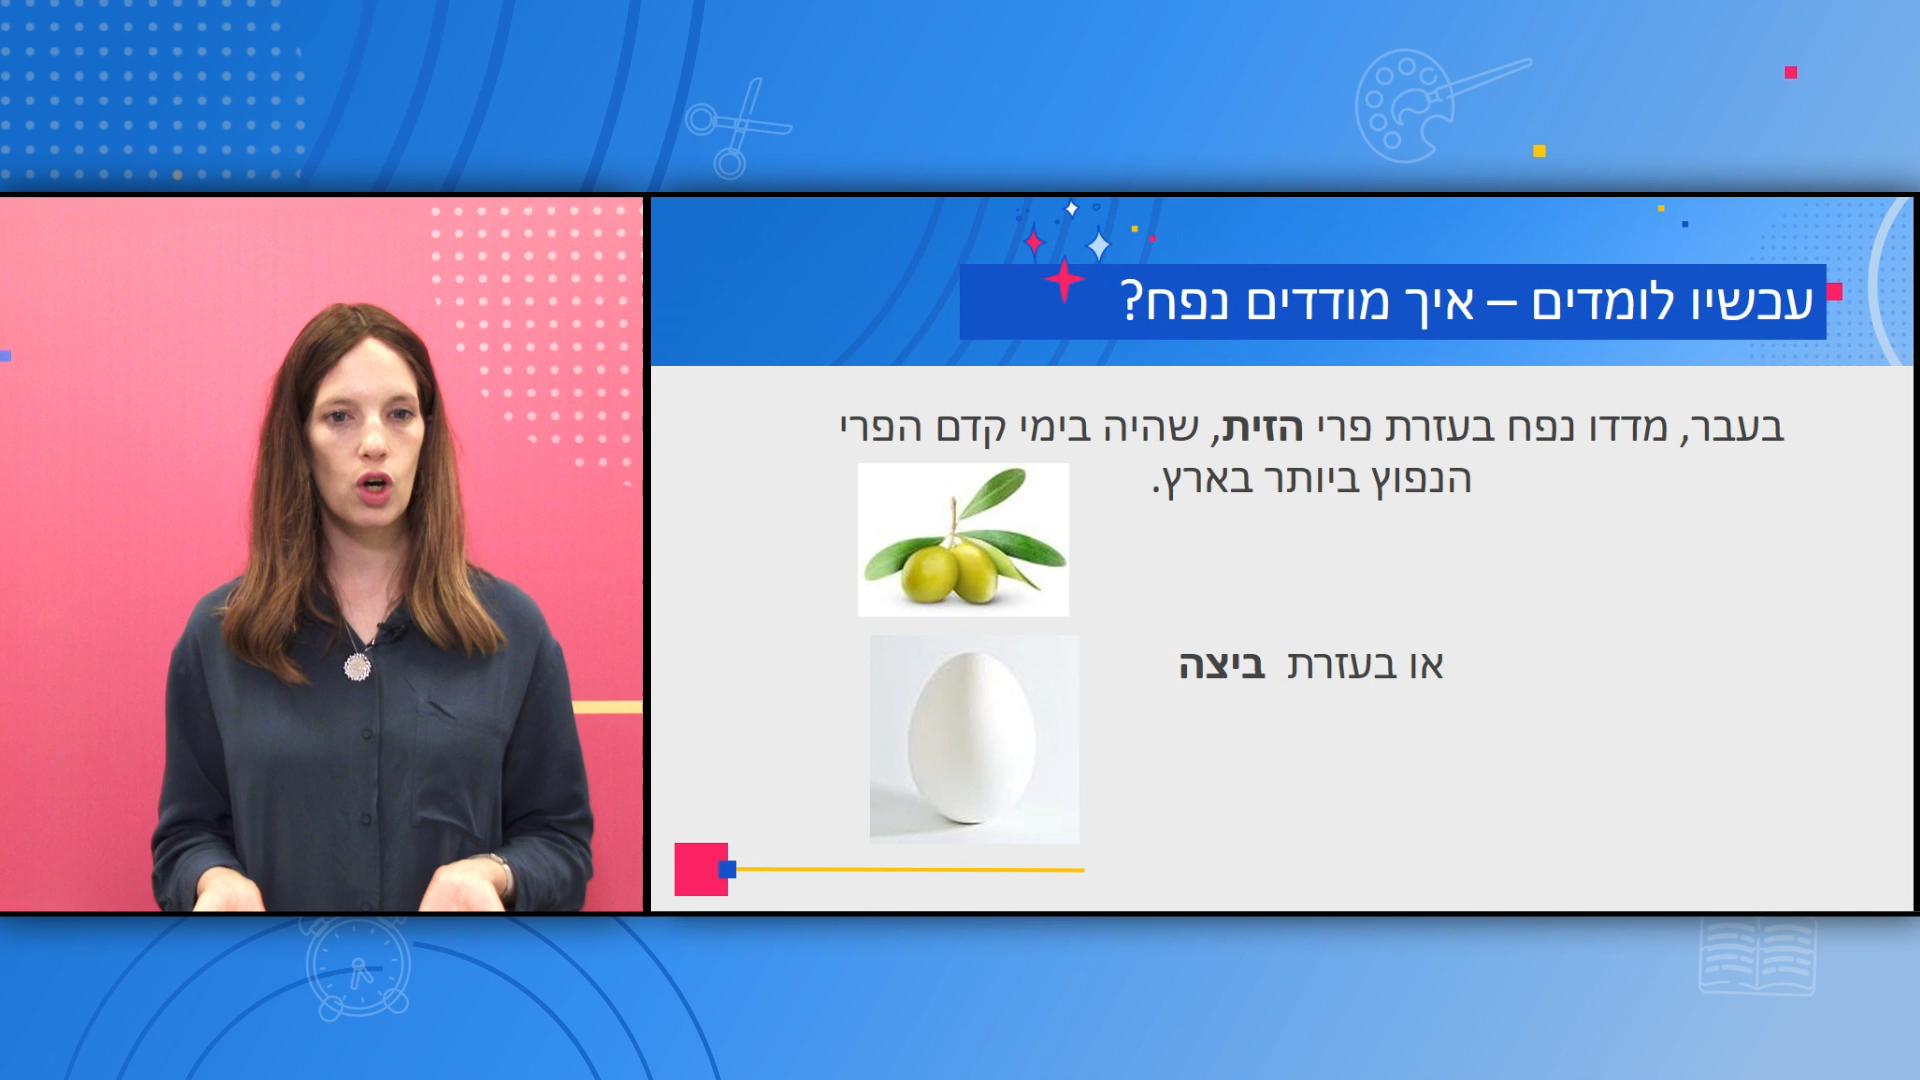 עכשיו לומדים – איך מודדים נפח?
בעבר, מדדו נפח בעזרת פרי הזית, שהיה בימי קדם הפרי
הנפוץ ביותר בארץ.
או בעזרת ביצה